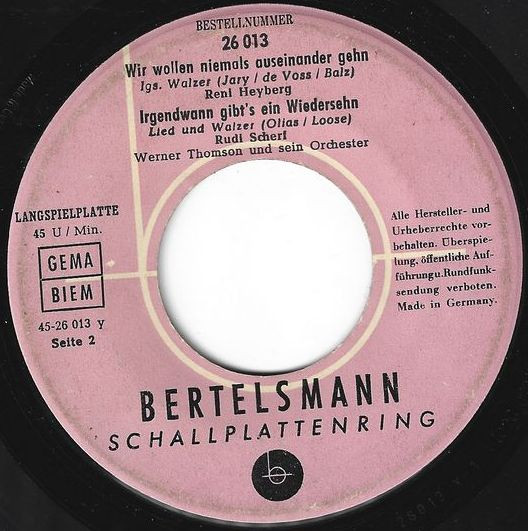 BESTELLNUMMER
26 013
Wir wollen niemals auseinander gehn
lgs. Walzer (Jary / de Voss / Balz)
Reni Heyberg
Irgendwann gibt's ein Wiedersehn
Lied und Walzer (Olias / Loose)
Rudi Scherf
Werner Thomson und sein Orchester
LANGSPIELPLATTE
45 U / Min.
GEMA
BIEM
45-26 013 y
Seite 2
Alle Hersteller- und
Urheberrechte vor-
behalten. Überspie-
lung, öffentliche Auf-
führung u. Rundfunk-
sendung verboten.
Made in Germany.
BERTELSMANN
SCHALLPLATTENRING